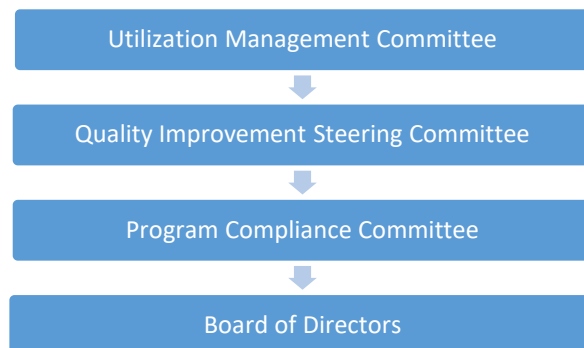 Utilization Management Committee
Quality Improvement Steering Committee
Program Compliance Committee
Board of Directors